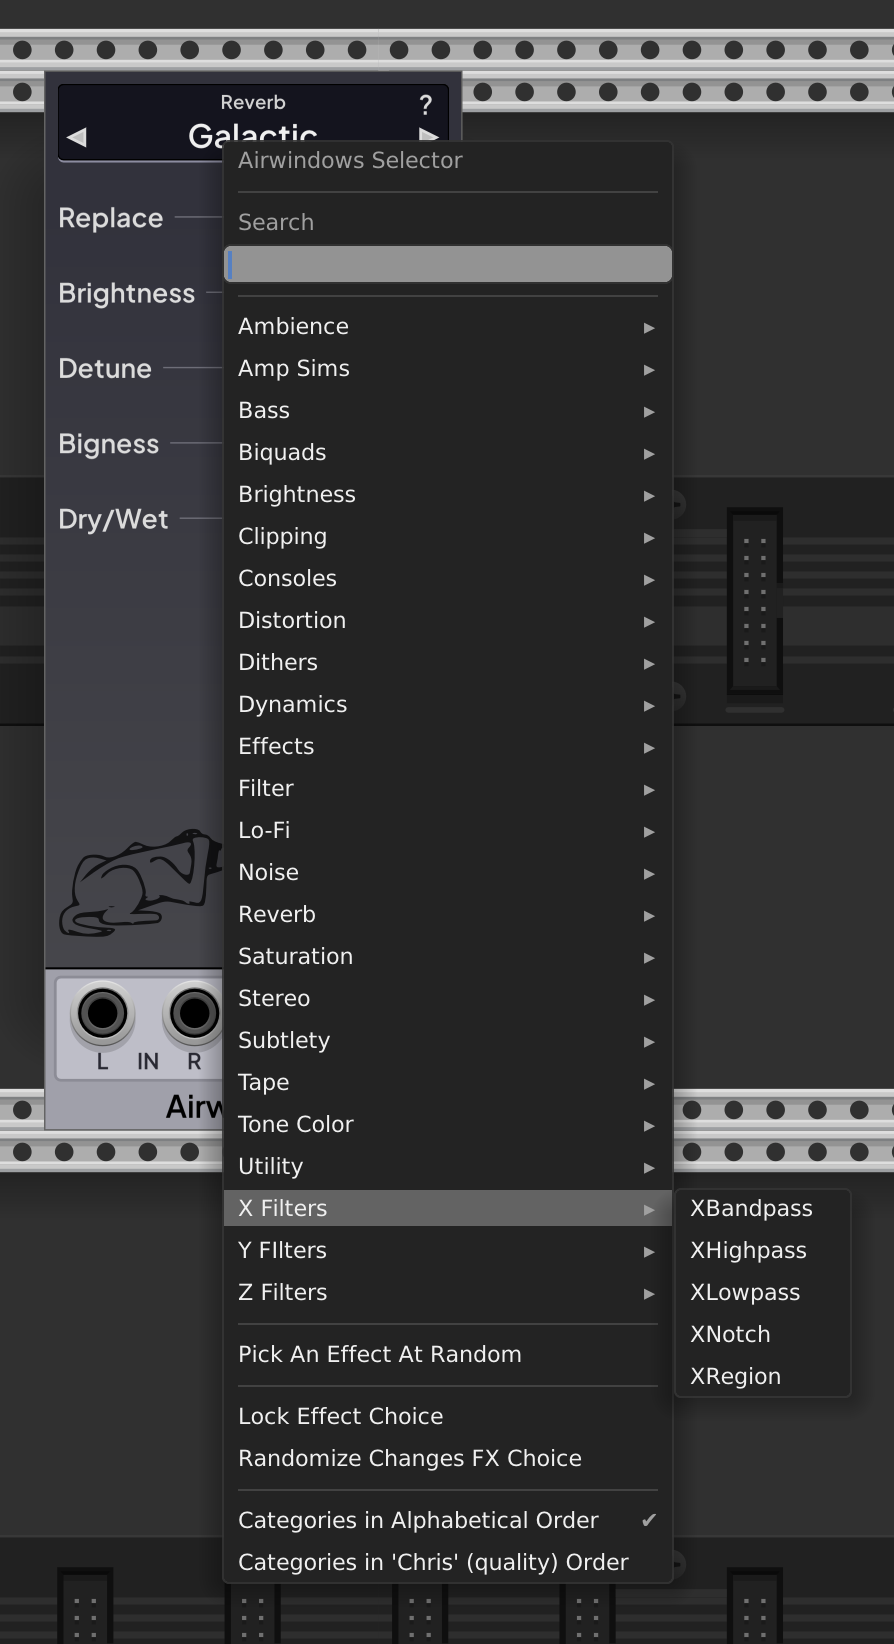 Reverb
?
Galactic
Replace
Brightness
Detune
Bigness
Dry/Wet
L IN R
Airwindows Selector
Search
Ambience
Amp Sims
Bass
Biquads
Brightness
Clipping
Consoles
Distortion
Dithers
Dynamics
Effects
Filter
Lo-Fi
Noise
Reverb
Saturation
Stereo
Subtlety
Tape
Tone Color
Utility
X Filters
Y FIlters
Z Filters
XBandpass
XHighpass
XLowpass
XNotch
XRegion
Pick An Effect At Random
Lock Effect Choice
Randomize Changes FX Choice
Categories in Alphabetical Order ✔
Categories in 'Chris' (quality) Order